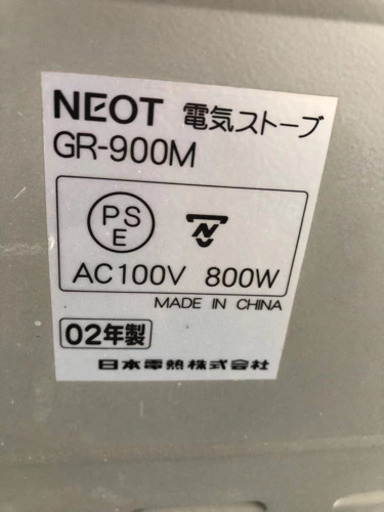 NEOT 電気ストーブ
GR-900M
PS
E
AC100V 800W
MADE IN CHINA
02年製
日本電熱株式会社